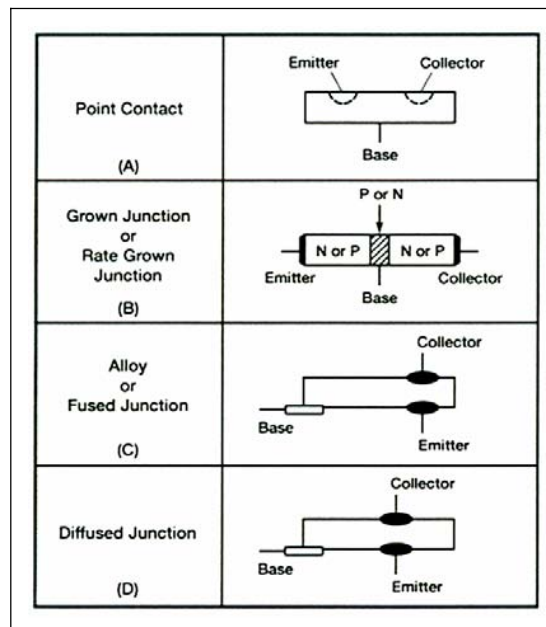 Point Contact
(A)
Emitter
Collector
Base
Grown Junction
or
Rate Grown
Junction
(B)
P or N
N or P
N or P
Emitter
Collector
Base
Alloy
or
Fused Junction
(C)
Collector
Base
Emitter
Diffused Junction
(D)
Collector
Base
Emitter